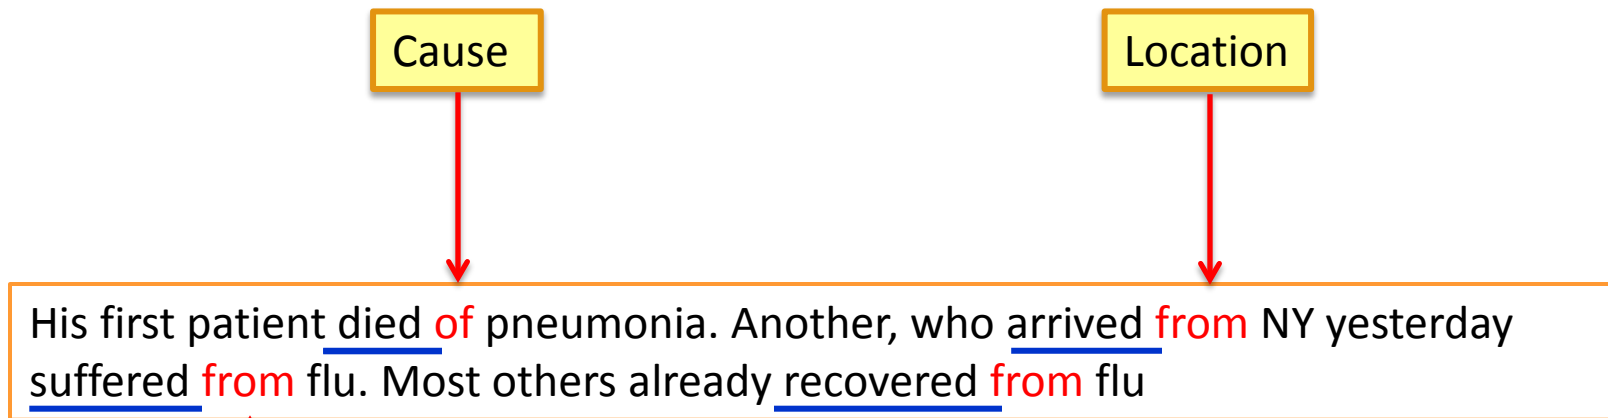 Cause
Location
His first patient died of pneumonia. Another, who arrived from NY yesterday
suffered from flu. Most others already recovered from flu